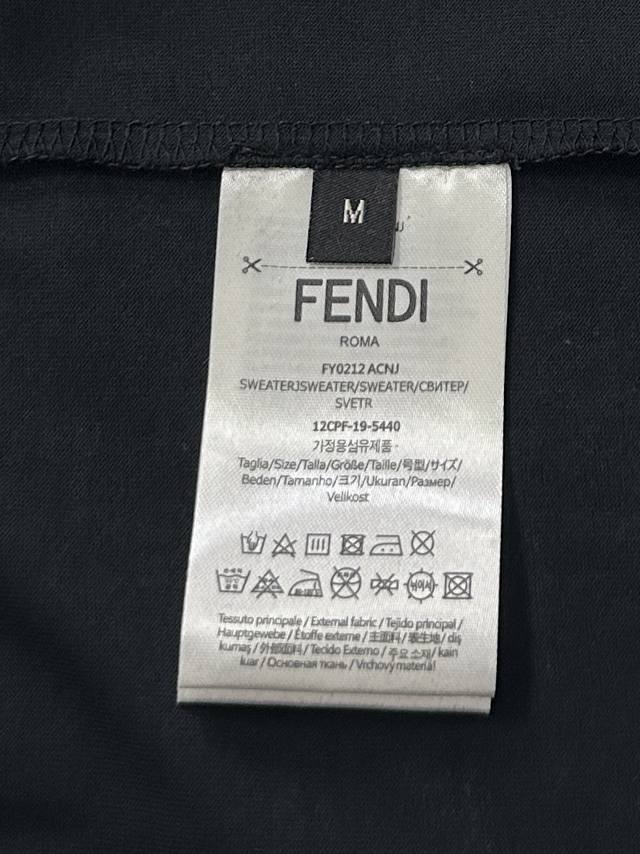 M
FENDI
ROMA
FY0212 ACNJ
SWEATERJSWEATER/SWEATER/СВИТЕР/
SVETR
12CPF-19-5440
가정용섬유제품·
Taglia/Size/Talla/Größe/Taille/号型/サイズ/
Beden/Tamanho/크기/Ukuran/Размер/
Velikost
Tessuto principale / External fabric / Tejido principal /
Hauptgewebe / Étoffe externe / 主面料/ 表生地/ dış
kumaş / 外部面料/ Tecido Externo / 주요 소재/ kain
luar / Основная ткань / Vrchový materiál